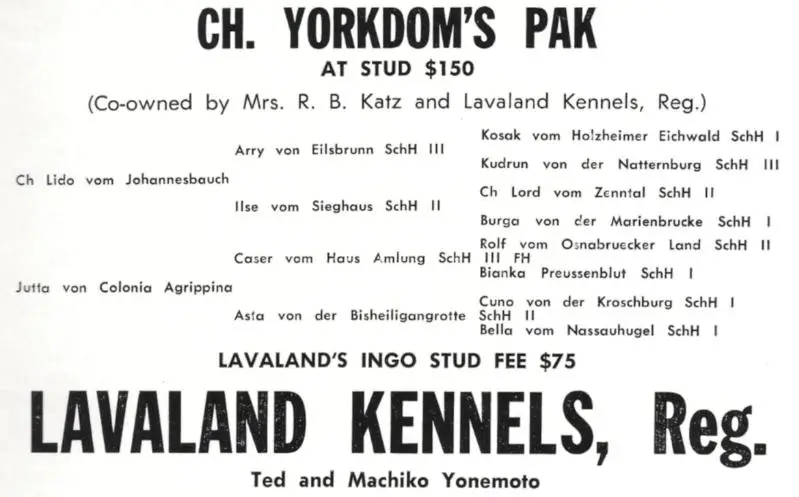 CH. YORKDOM'S PAK
AT STUD $150
(Co-owned by Mrs. R. B. Katz and Lavaland Kennels, Reg.)
Kosak vom Holzheimer Eichwald SchH I
Arry von Eilsbrunn SchH III
Kudrun von der Natternburg SchH III
Ch Lido vom Johannesbauch
Ch Lord vom Zenntal SchH II
Ilse vom Sieghaus SchH II
Burga von der Marienbrucke SchH I
Rolf vom Osnabruecker Land SchH II
Caser vom Haus Amlung SchH III FH
Bianka Preussenblut SchH I
Jutta von Colonia Agrippina
Cuno von der Kroschburg SchH I
Asta von der Bisheiligangrotte SchH II
Bella vom Nassauhugel SchH I
LAVALAND'S INGO STUD FEE $75
LAVALAND KENNELS, Reg.
Ted and Machiko Yonemoto